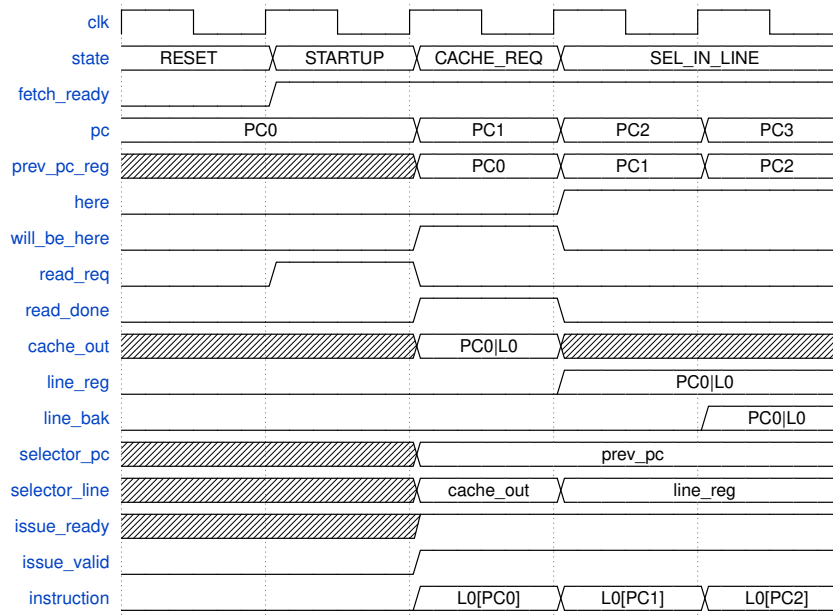 clk
state RESET STARTUP CACHE_REQ SEL_IN_LINE
fetch_ready
pc PC0 PC1 PC2 PC3
prev_pc_reg PC0 PC1 PC2
here
will_be_here
read_req
read_done
cache_out PC0|L0
line_reg PC0|L0
line_bak PC0|L0
selector_pc prev_pc
selector_line cache_out line_reg
issue_ready
issue_valid
instruction L0[PC0] L0[PC1] L0[PC2]